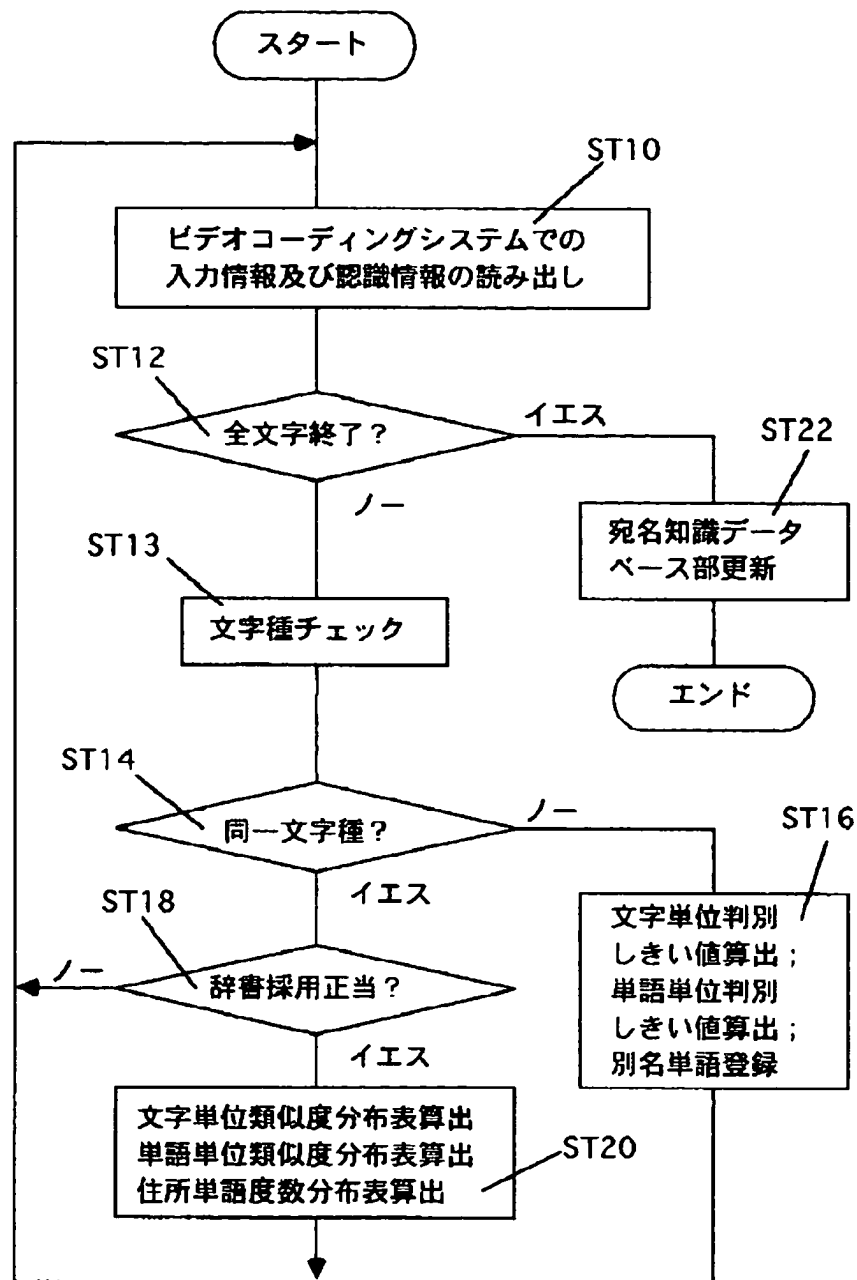 スタート
ST10
ビデオコーディングシステムでの
入力情報及び認識情報の読み出し
ST12
全文字終了？
イエス
ST22
ノー
宛名知識データ
ベース部更新
ST13
文字種チェック
エンド
ST14
同一文字種？
ノー
ST16
イエス
ST18
文字単位判別
しきい値算出；
単語単位判別
しきい値算出；
別名単語登録
ノー
辞書採用正当？
イエス
文字単位類似度分布表算出
単語単位類似度分布表算出
住所単語度数分布表算出
ST20